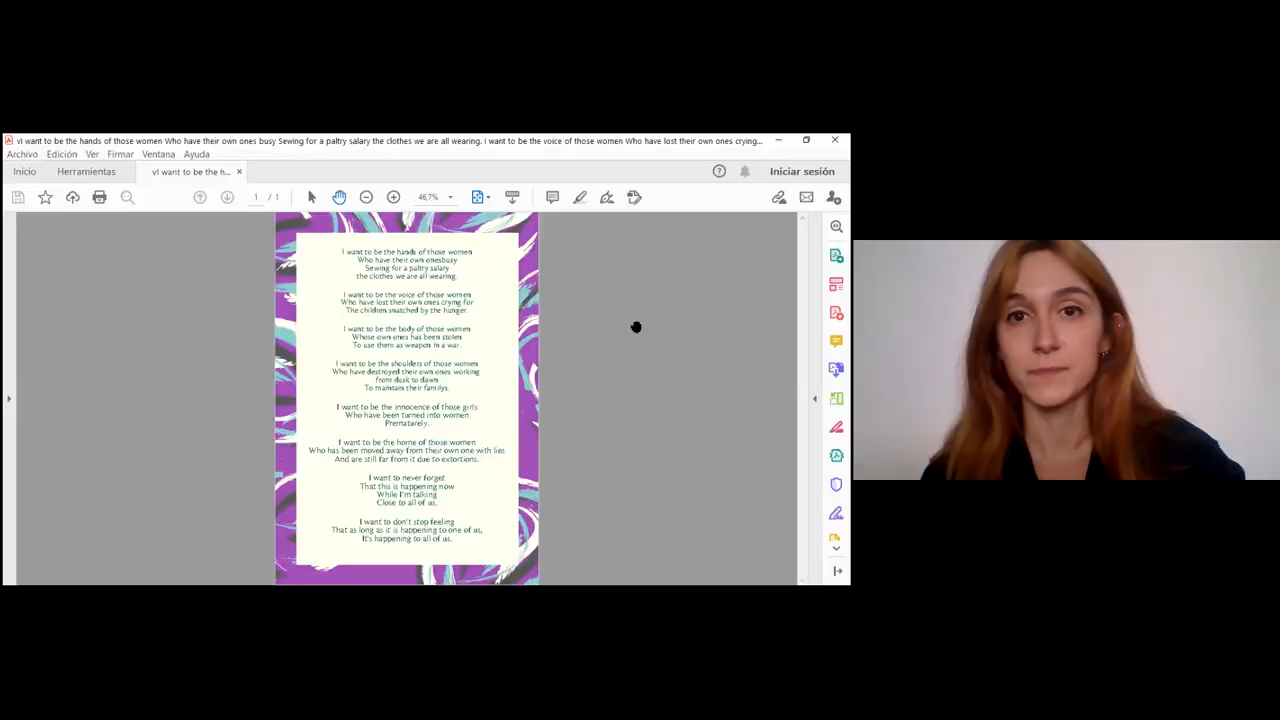 vI want to be the hands of those women Who have their own ones busy Sewing for a paltry salary the clothes we are all wearing. I want to be the voice of those women Who have lost their own ones crying...
Archivo Edición Ver Firmar Ventana Ayuda
Inicio Herramientas vI want to be the h... × Iniciar sesión
1 / 1 46,7%
I want to be the hands of those women
Who have their own onesbusy
Sewing for a paltry salary
the clothes we are all wearing.
I want to be the voice of those women
Who have lost their own ones crying for
The children snatched by the hunger.
I want to be the body of those women
Whose own ones has been stolen
To use them as weapon in a war.
I want to be the shoulders of those women
Who have destroyed their own ones working
from dusk to dawn
To maintain their familys.
I want to be the innocence of those girls
Who have been turned into women
Prematurely.
I want to be the home of those women
Who has been moved away from their own one with lies
And are still far from it due to extortions.
I want to never forget
That this is happening now
While I'm talking
Close to all of us.
I want to don't stop feeling
That as long as it is happening to one of us,
It's happening to all of us.